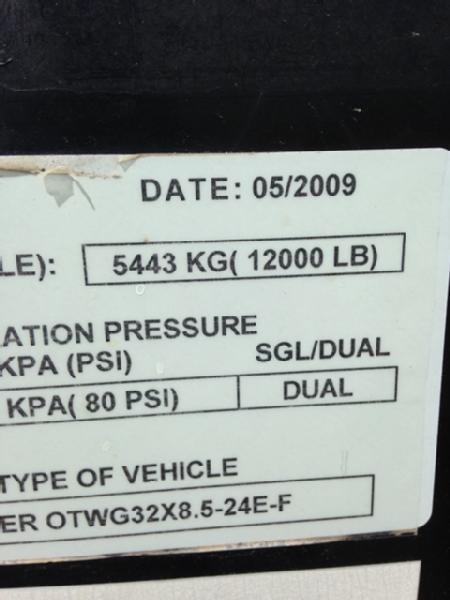 DATE: 05/2009
LE): 5443 KG( 12000 LB)
ATION PRESSURE
KPA (PSI) SGL/DUAL
KPA( 80 PSI) DUAL
TYPE OF VEHICLE
ER OTWG32X8.5-24E-F